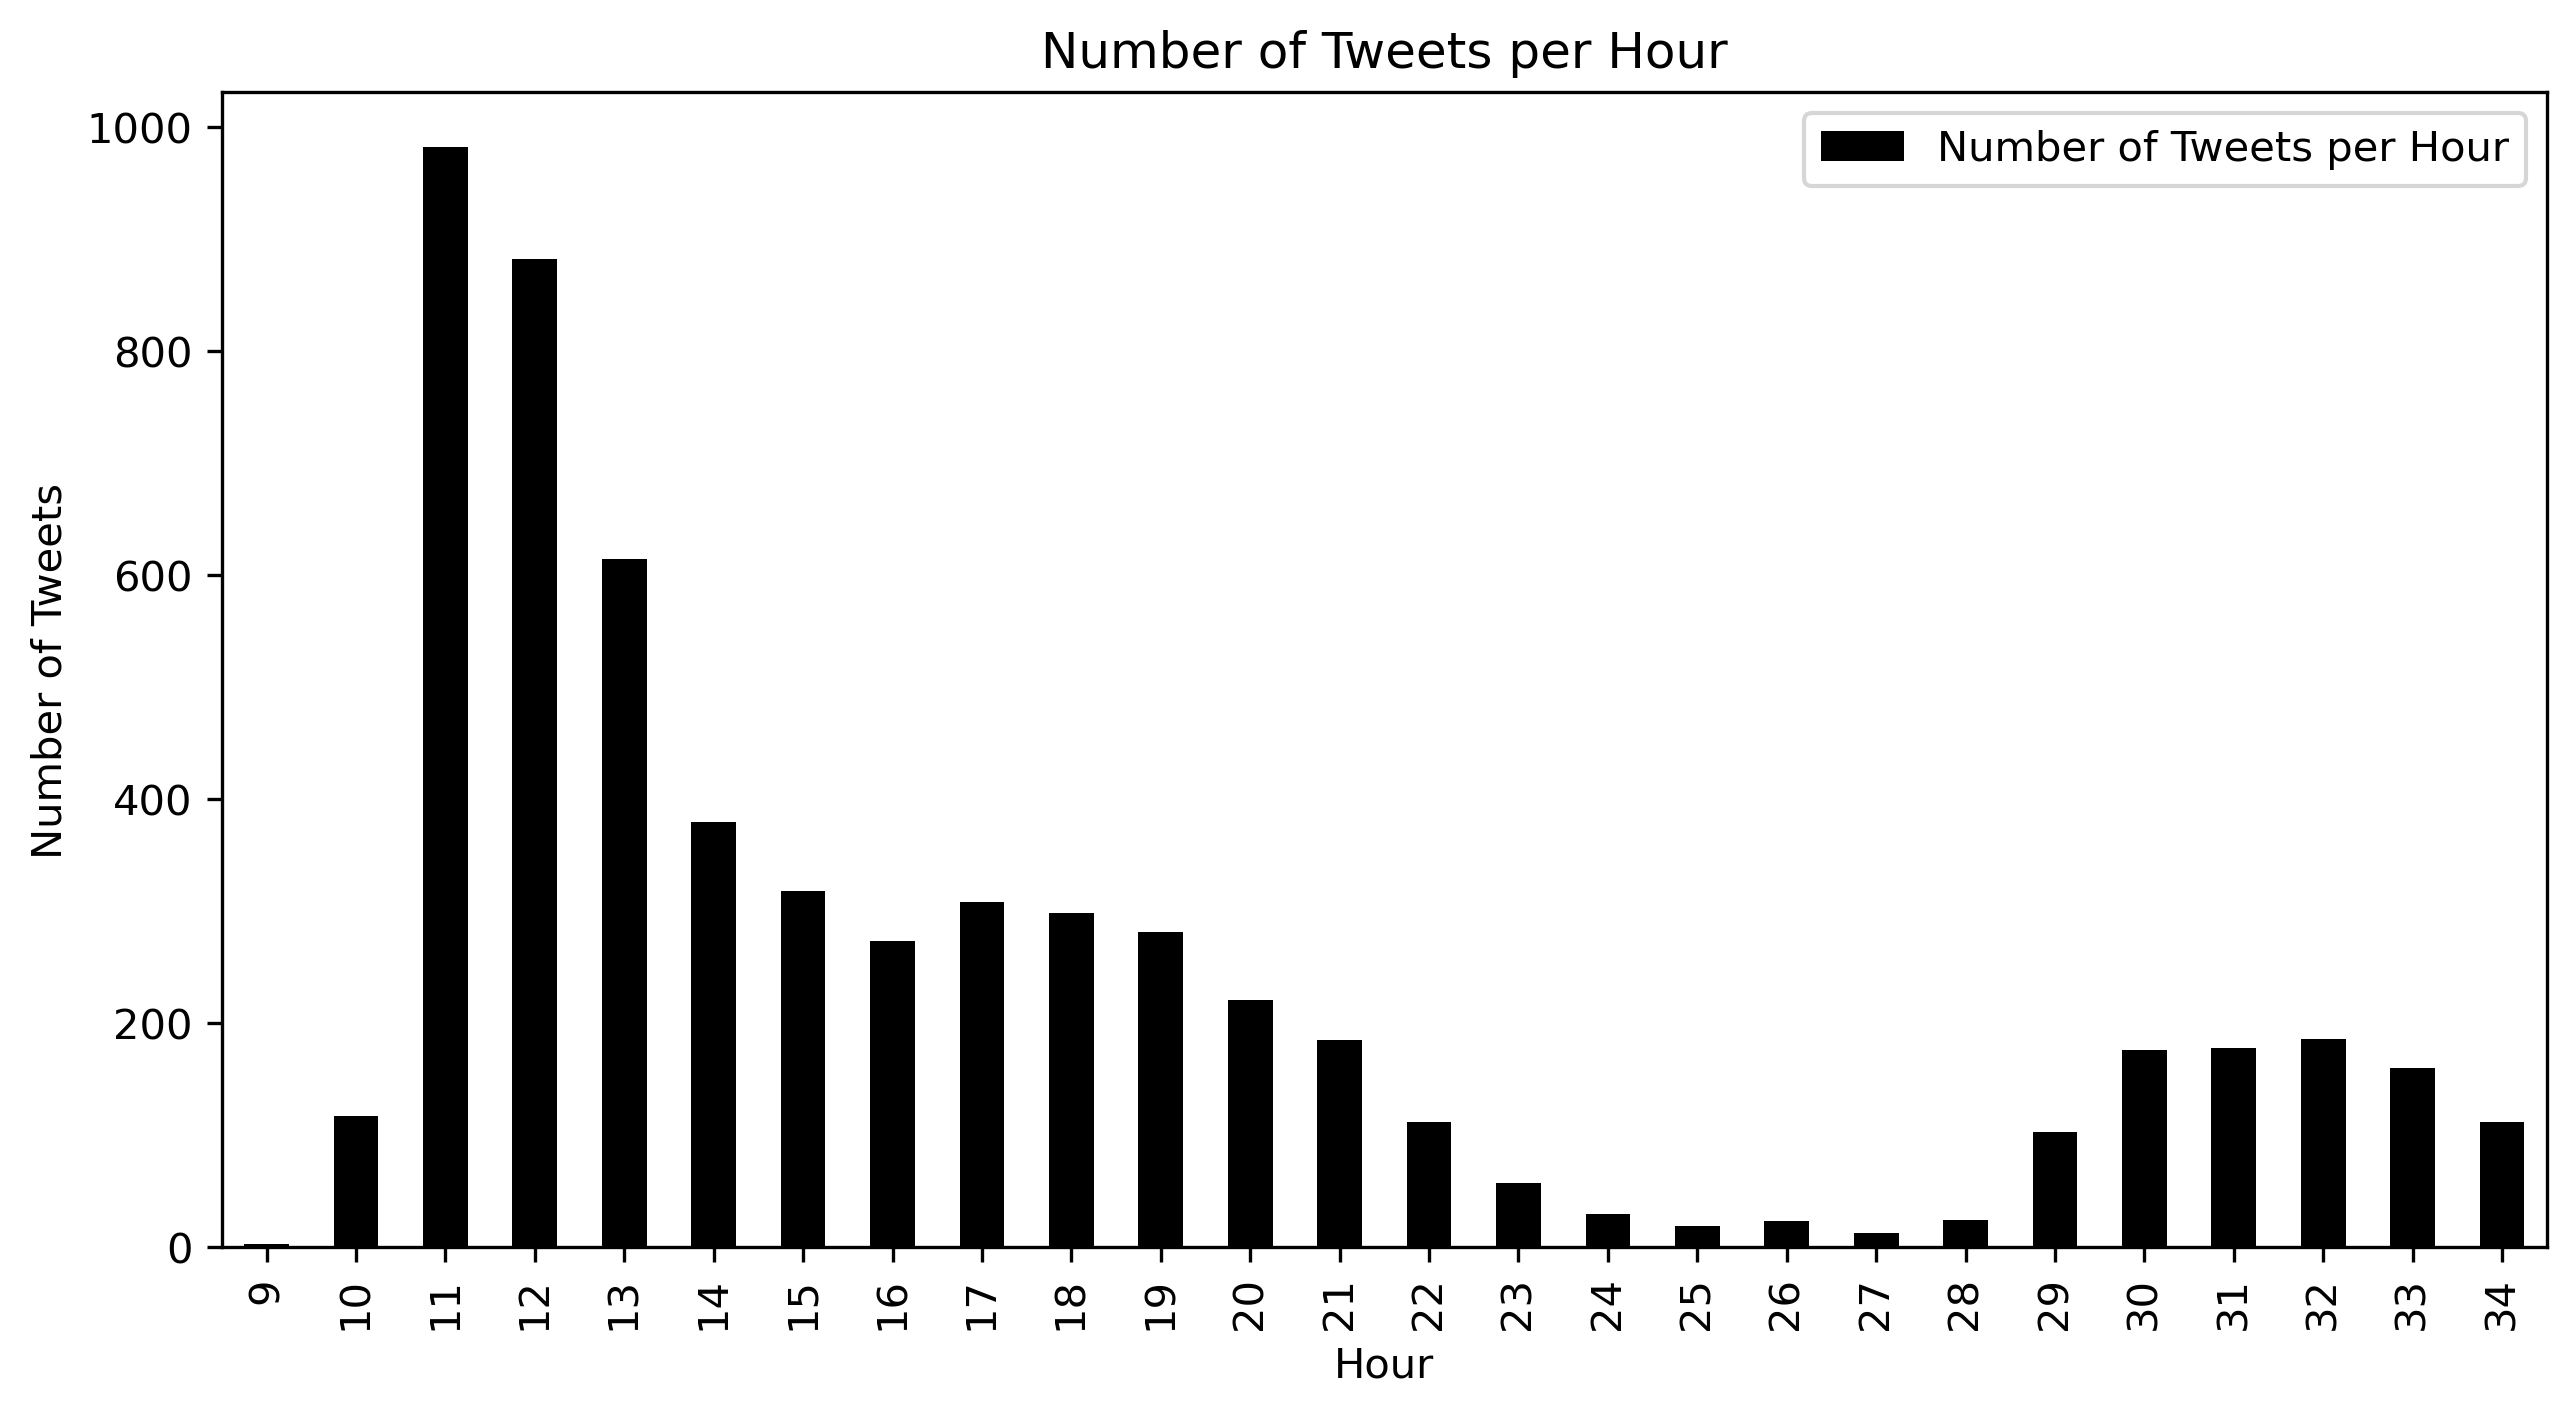 Number of Tweets per Hour
Number of Tweets per Hour
Number of Tweets
1000
800
600
400
200
0
9 10 11 12 13 14 15 16 17 18 19 20 21 22 23 24 25 26 27 28 29 30 31 32 33 34
Hour